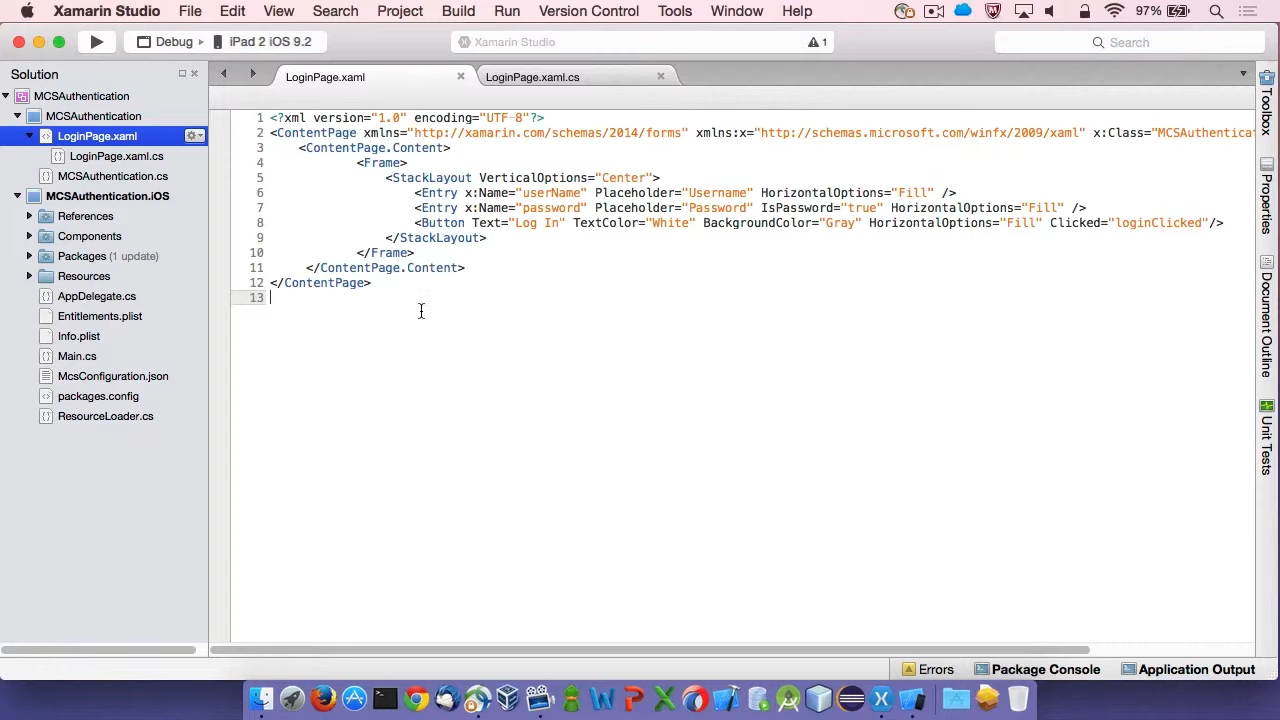 Xamarin Studio File Edit View Search Project Build Run Version Control Tools Window Help 97%
Debug iPad 2 iOS 9.2 Xamarin Studio 1 Search
Solution
MCSAuthentication
MCSAuthentication
LoginPage.xaml
LoginPage.xaml.cs
MCSAuthentication.cs
MCSAuthentication.iOS
References
Components
Packages (1 update)
Resources
AppDelegate.cs
Entitlements.plist
Info.plist
Main.cs
McsConfiguration.json
packages.config
ResourceLoader.cs
LoginPage.xaml LoginPage.xaml.cs
1 <?xml version="1.0" encoding="UTF-8"?>
2 <ContentPage xmlns="http://xamarin.com/schemas/2014/forms" xmlns:x="http://schemas.microsoft.com/winfx/2009/xaml" x:Class="MCSAuthenticat
3 <ContentPage.Content>
4 <Frame>
5 <StackLayout VerticalOptions="Center">
6 <Entry x:Name="userName" Placeholder="Username" HorizontalOptions="Fill" />
7 <Entry x:Name="password" Placeholder="Password" IsPassword="true" HorizontalOptions="Fill" />
8 <Button Text="Log In" TextColor="White" BackgroundColor="Gray" HorizontalOptions="Fill" Clicked="loginClicked"/>
9 </StackLayout>
10 </Frame>
11 </ContentPage.Content>
12 </ContentPage>
13
Toolbox
Properties
Document Outline
Unit Tests
Errors Package Console Application Output